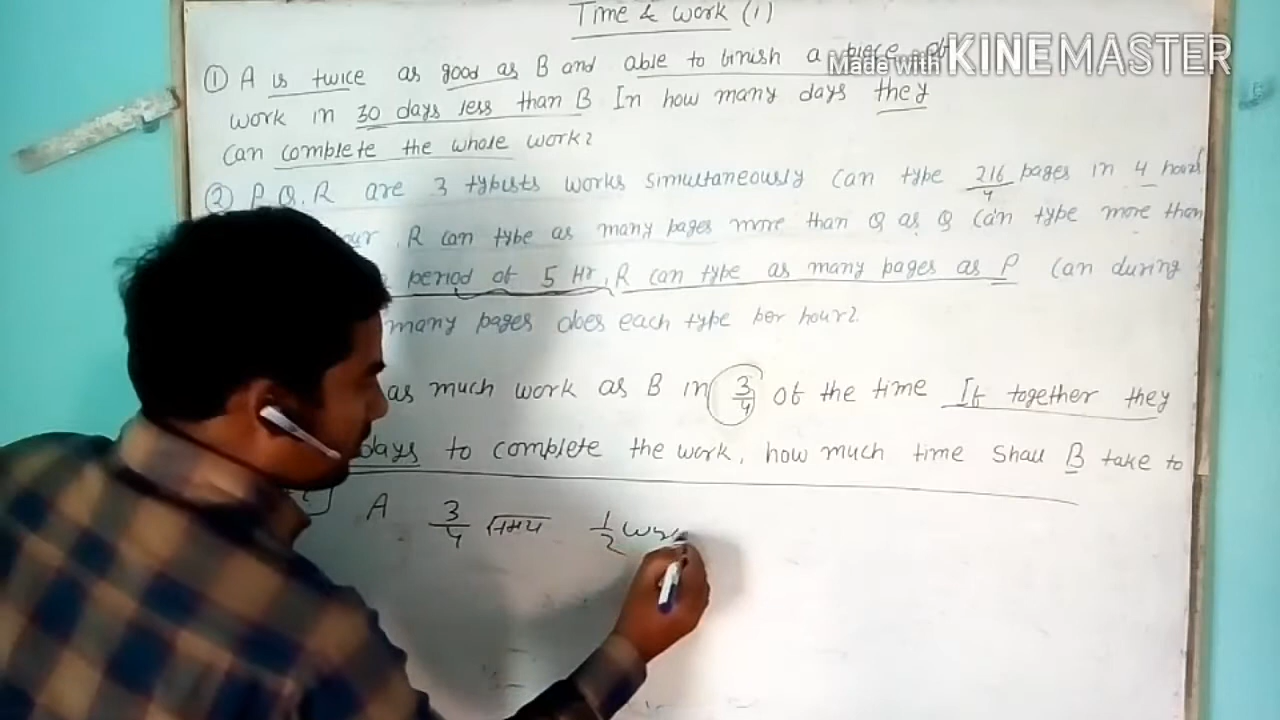 Time & work (1)
Made with KINEMASTER
① A is twice as good as B and able to finish a piece of
work in 30 days less than B In how many days they
can complete the whole work?
② P, Q, R are 3 typists works simultaneously can type 216/4 pages in 4 hours
our, R can type as many pages more than Q as Q can type more than
period of 5 Hr, R can type as many pages as P can during
many pages does each type per hour?
as much work as B in 3/4 of the time If together they
days to complete the work, how much time shall B take to
A 3/4 समय 1/2 wor